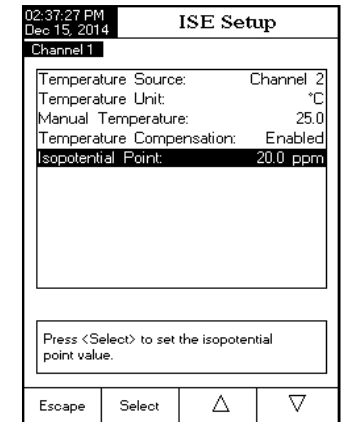 02:37:27 PM
Dec 15, 2014
ISE Setup
Channel 1
Temperature Source: Channel 2
Temperature Unit: °C
Manual Temperature: 25.0
Temperature Compensation: Enabled
Isopotential Point: 20.0 ppm
Press <Select> to set the isopotential
point value.
Escape Select △ ▽